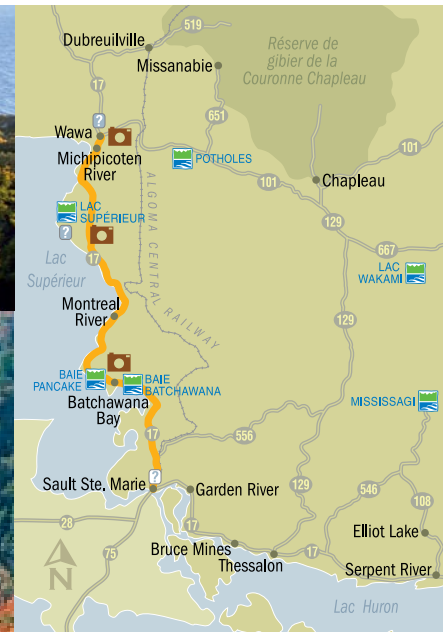 519
Dubreuilville
Réserve de
gibier de la
Couronne Chapleau
Missanabie
17
651
?
Wawa
Michipicoten
River
POTHOLES
101
101
Chapleau
ALGOMA CENTRAL RAILWAY
LAC
SUPÉRIEUR
?
129
667
Lac
Supérieur
17
LAC
WAKAMI
Montreal
River
129
BAIE
PANCAKE
BAIE
BATCHAWANA
Batchawana
Bay
MISSISSAGI
17
556
?
Sault Ste. Marie
Garden River
129
546
108
28
17
75
Elliot Lake
Bruce Mines
17
Thessalon
Serpent River
N
Lac Huron